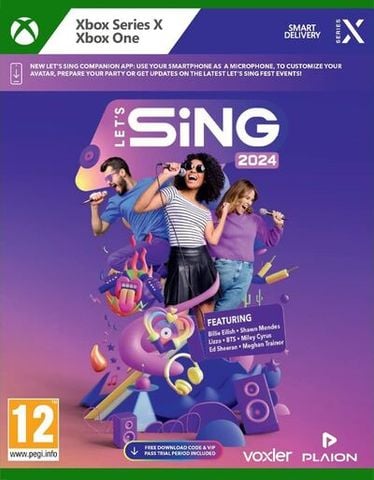 Xbox Series X
Xbox One
SMART
DELIVERY
SERIES X
NEW LET'S SING COMPANION APP: USE YOUR SMARTPHONE AS A MICROPHONE, TO CUSTOMIZE YOUR
AVATAR, PREPARE YOUR PARTY OR GET UPDATES ON THE LATEST LET'S SING FEST EVENTS!
LET'S
SiNG
2024
FEATURING
Billie Eilish • Shawn Mendes
Lizzo • BTS • Miley Cyrus
Ed Sheeran • Meghan Trainor
12
www.pegi.info
FREE DOWNLOAD CODE & VIP
PASS TRIAL PERIOD INCLUDED
voxler
PLAION